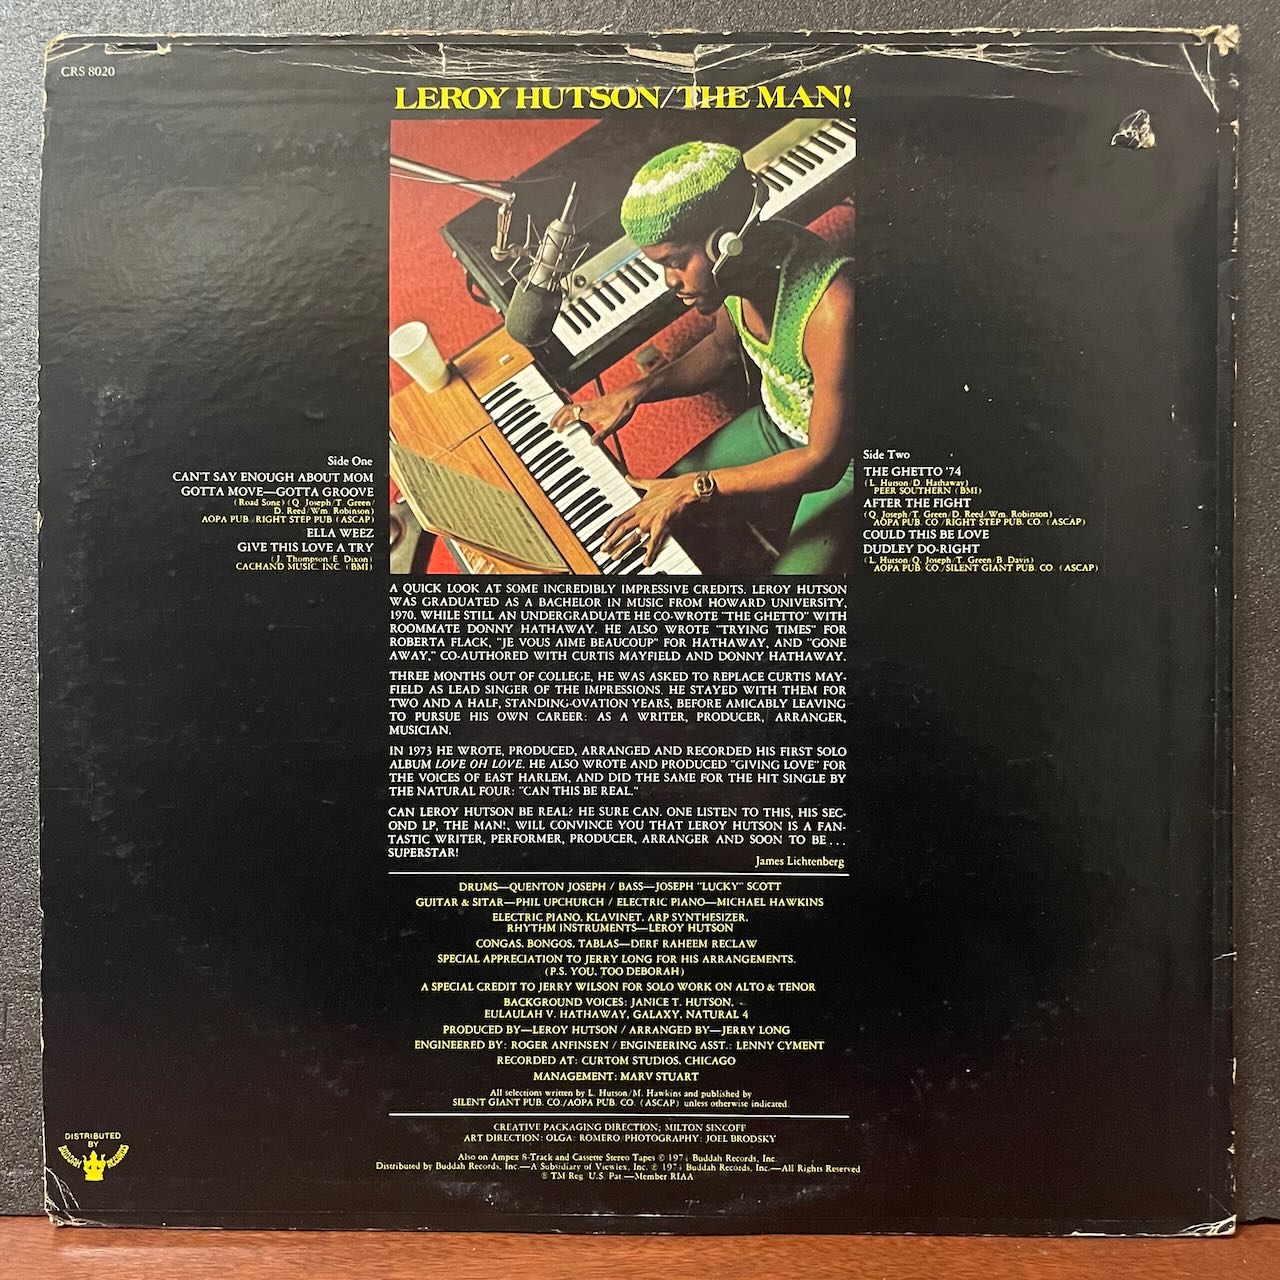 CRS 8020
LEROY HUTSON/THE MAN!
Side One
CAN'T SAY ENOUGH ABOUT MOM
GOTTA MOVE—GOTTA GROOVE
(Road Song) (Q. Joseph/T. Green/
D. Reed/Wm. Robinson)
AOPA PUB./RIGHT STEP PUB. (ASCAP)
ELLA WEEZ
GIVE THIS LOVE A TRY
(J. Thompson/E. Dixon)
CACHAND MUSIC, INC. (BMI)
Side Two
THE GHETTO '74
(L. Hutson/D. Hathaway)
PEER SOUTHERN (BMI)
AFTER THE FIGHT
(Q. Joseph/T. Green/D. Reed/Wm. Robinson)
AOPA PUB. CO./RIGHT STEP PUB. CO. (ASCAP)
COULD THIS BE LOVE
DUDLEY DO-RIGHT
(L. Hutson/Q. Joseph/T. Green/B. Davis)
AOPA PUB. CO./SILENT GIANT PUB. CO. (ASCAP)
A QUICK LOOK AT SOME INCREDIBLY IMPRESSIVE CREDITS. LEROY HUTSON
WAS GRADUATED AS A BACHELOR IN MUSIC FROM HOWARD UNIVERSITY,
1970. WHILE STILL AN UNDERGRADUATE HE CO-WROTE "THE GHETTO" WITH
ROOMMATE DONNY HATHAWAY. HE ALSO WROTE "TRYING TIMES" FOR
ROBERTA FLACK, "JE VOUS AIME BEAUCOUP" FOR HATHAWAY, AND "GONE
AWAY," CO-AUTHORED WITH CURTIS MAYFIELD AND DONNY HATHAWAY.
THREE MONTHS OUT OF COLLEGE, HE WAS ASKED TO REPLACE CURTIS MAY-
FIELD AS LEAD SINGER OF THE IMPRESSIONS. HE STAYED WITH THEM FOR
TWO AND A HALF, STANDING-OVATION YEARS, BEFORE AMICABLY LEAVING
TO PURSUE HIS OWN CAREER: AS A WRITER, PRODUCER, ARRANGER,
MUSICIAN.
IN 1973 HE WROTE, PRODUCED, ARRANGED AND RECORDED HIS FIRST SOLO
ALBUM LOVE OH LOVE. HE ALSO WROTE AND PRODUCED "GIVING LOVE" FOR
THE VOICES OF EAST HARLEM, AND DID THE SAME FOR THE HIT SINGLE BY
THE NATURAL FOUR: "CAN THIS BE REAL."
CAN LEROY HUTSON BE REAL? HE SURE CAN. ONE LISTEN TO THIS, HIS SEC-
OND LP, THE MAN!, WILL CONVINCE YOU THAT LEROY HUTSON IS A FAN-
TASTIC WRITER, PERFORMER, PRODUCER, ARRANGER AND SOON TO BE...
SUPERSTAR!
James Lichtenberg
DRUMS—QUENTON JOSEPH / BASS—JOSEPH "LUCKY" SCOTT
GUITAR & SITAR—PHIL UPCHURCH / ELECTRIC PIANO—MICHAEL HAWKINS
ELECTRIC PIANO, KLAVINET, ARP SYNTHESIZER,
RHYTHM INSTRUMENTS—LEROY HUTSON
CONGAS, BONGOS, TABLAS—DERF RAHEEM RECLAW
SPECIAL APPRECIATION TO JERRY LONG FOR HIS ARRANGEMENTS.
(P.S. YOU, TOO DEBORAH)
A SPECIAL CREDIT TO JERRY WILSON FOR SOLO WORK ON ALTO & TENOR
BACKGROUND VOICES: JANICE T. HUTSON,
EULAULAH V. HATHAWAY, GALAXY, NATURAL 4
PRODUCED BY—LEROY HUTSON / ARRANGED BY—JERRY LONG
ENGINEERED BY: ROGER ANFINSEN / ENGINEERING ASST.: LENNY CYMENT
RECORDED AT: CURTOM STUDIOS, CHICAGO
MANAGEMENT: MARV STUART
All selections written by L. Hutson/M. Hawkins and published by
SILENT GIANT PUB. CO./AOPA PUB. CO. (ASCAP) unless otherwise indicated.
CREATIVE PACKAGING DIRECTION; MILTON SINCOFF
ART DIRECTION: OLGA ROMERO/PHOTOGRAPHY: JOEL BRODSKY
Also on Ampex 8-Track and Cassette Stereo Tapes © 1974 Buddah Records, Inc.
Distributed by Buddah Records, Inc.—A Subsidiary of Viewlex, Inc. ℗ 1974 Buddah Records, Inc.—All Rights Reserved
® TM Reg. U.S. Pat.—Member RIAA
DISTRIBUTED
BY
BUDDAH RECORDS